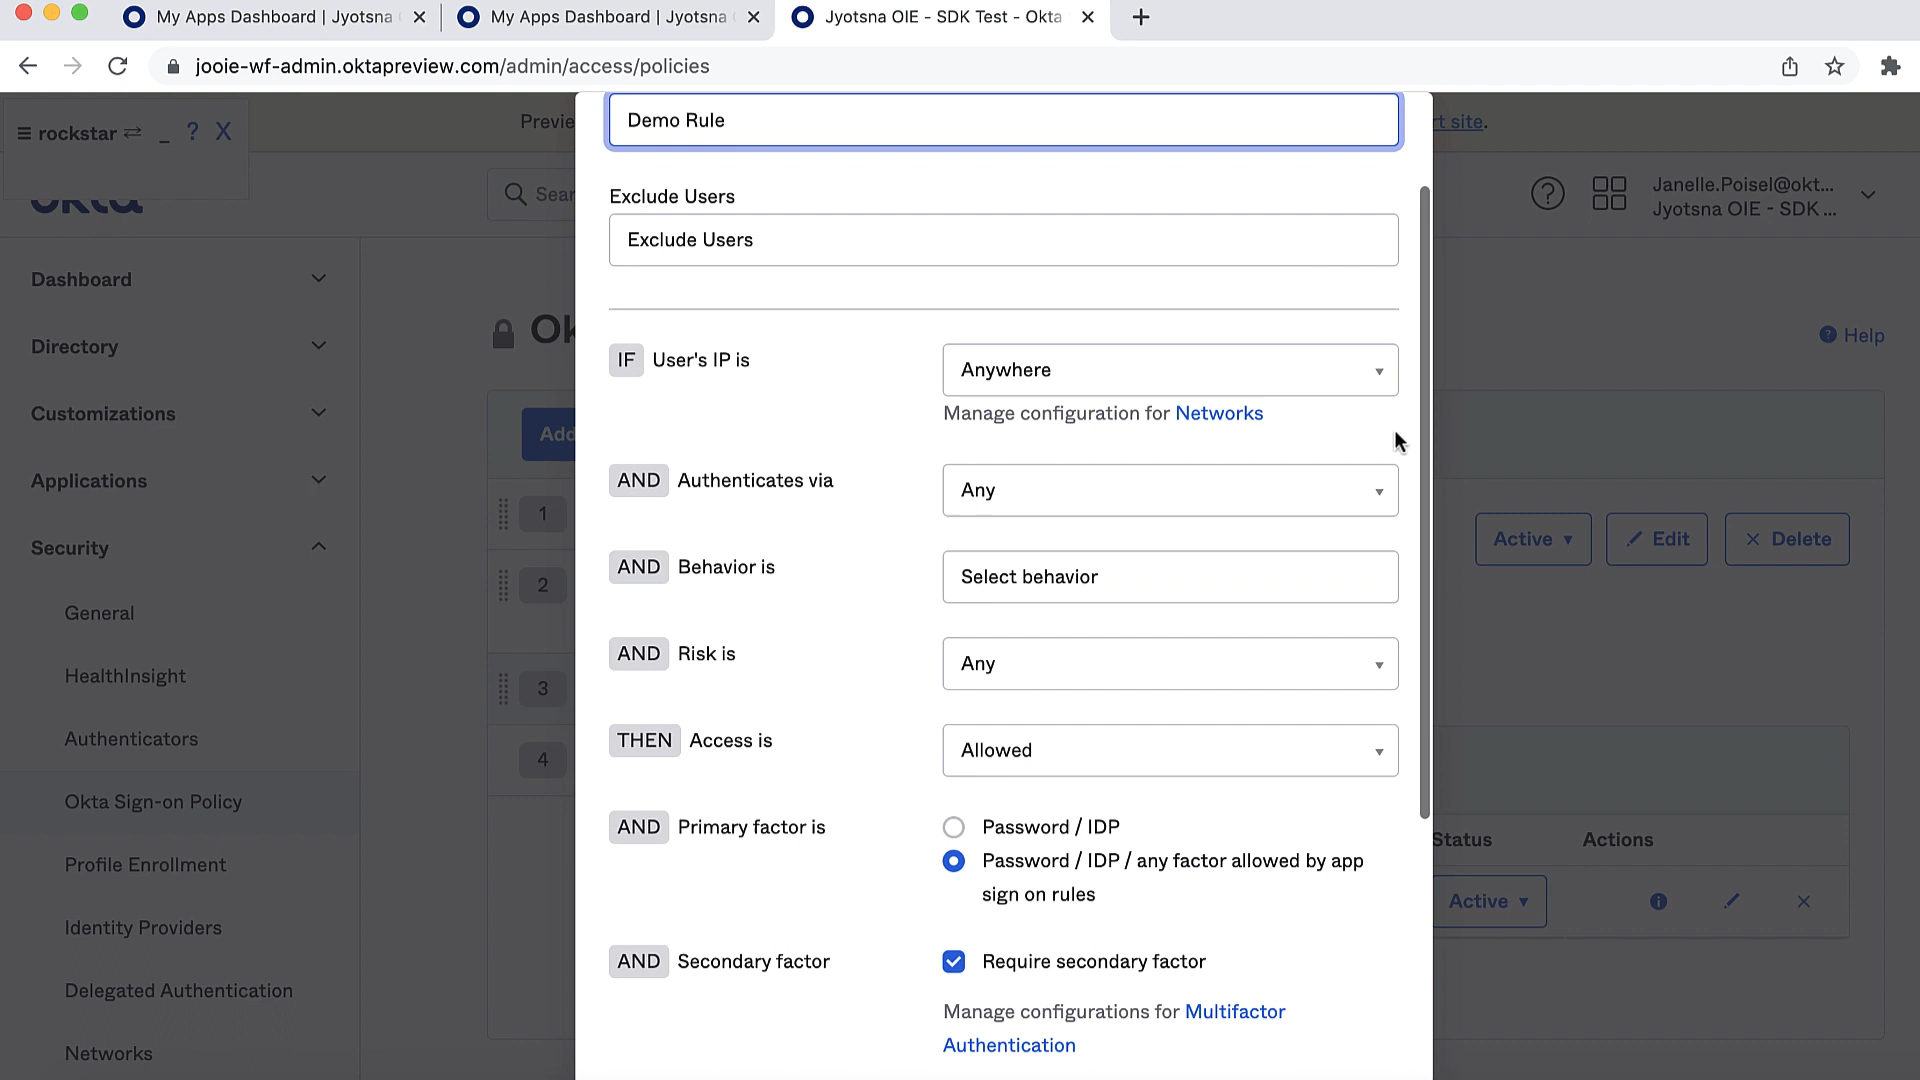 My Apps Dashboard | Jyotsna
My Apps Dashboard | Jyotsna
Jyotsna OIE - SDK Test - Okta
jooie-wf-admin.oktapreview.com/admin/access/policies
rockstar
_ ? X
Previe
rt site.
okta
Sear
Janelle.Poisel@okt...
Jyotsna OIE - SDK ...
Dashboard
Directory
Customizations
Applications
Security
General
HealthInsight
Authenticators
Okta Sign-on Policy
Profile Enrollment
Identity Providers
Delegated Authentication
Networks
Ok
Help
Add
1
2
3
4
Active
Edit
Delete
Status
Actions
Active
Demo Rule
Exclude Users
Exclude Users
IF User's IP is
Anywhere
Manage configuration for Networks
AND Authenticates via
Any
AND Behavior is
Select behavior
AND Risk is
Any
THEN Access is
Allowed
AND Primary factor is
Password / IDP
Password / IDP / any factor allowed by app
sign on rules
AND Secondary factor
Require secondary factor
Manage configurations for Multifactor
Authentication